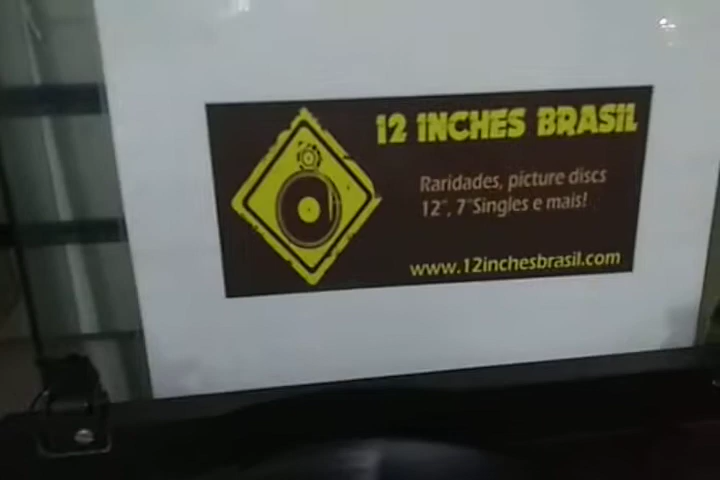 12 INCHES BRASIL
Raridades, picture discs
12", 7" Singles e mais!
www.12inchesbrasil.com